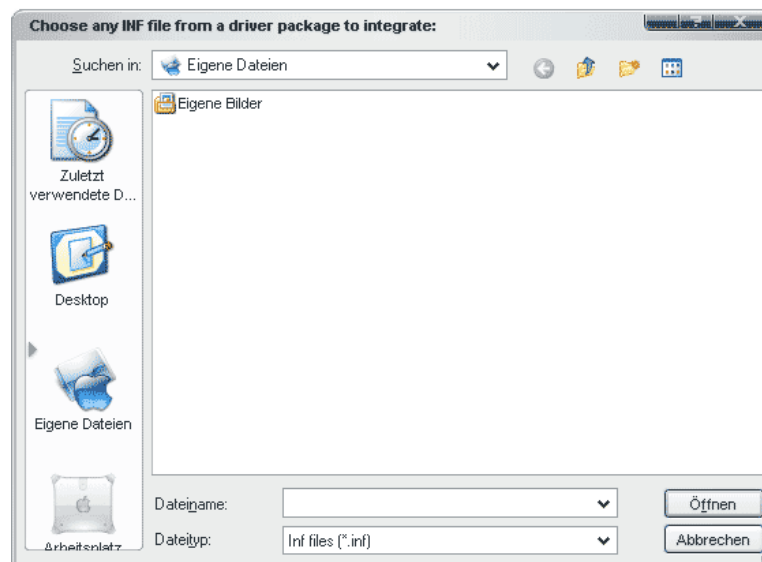 Choose any INF file from a driver package to integrate:
Suchen in:
Eigene Dateien
Eigene Bilder
Zuletzt
verwendete D...
Desktop
Eigene Dateien
Arbeitsplatz
Dateiname:
Öffnen
Dateityp:
Inf files (*.inf)
Abbrechen